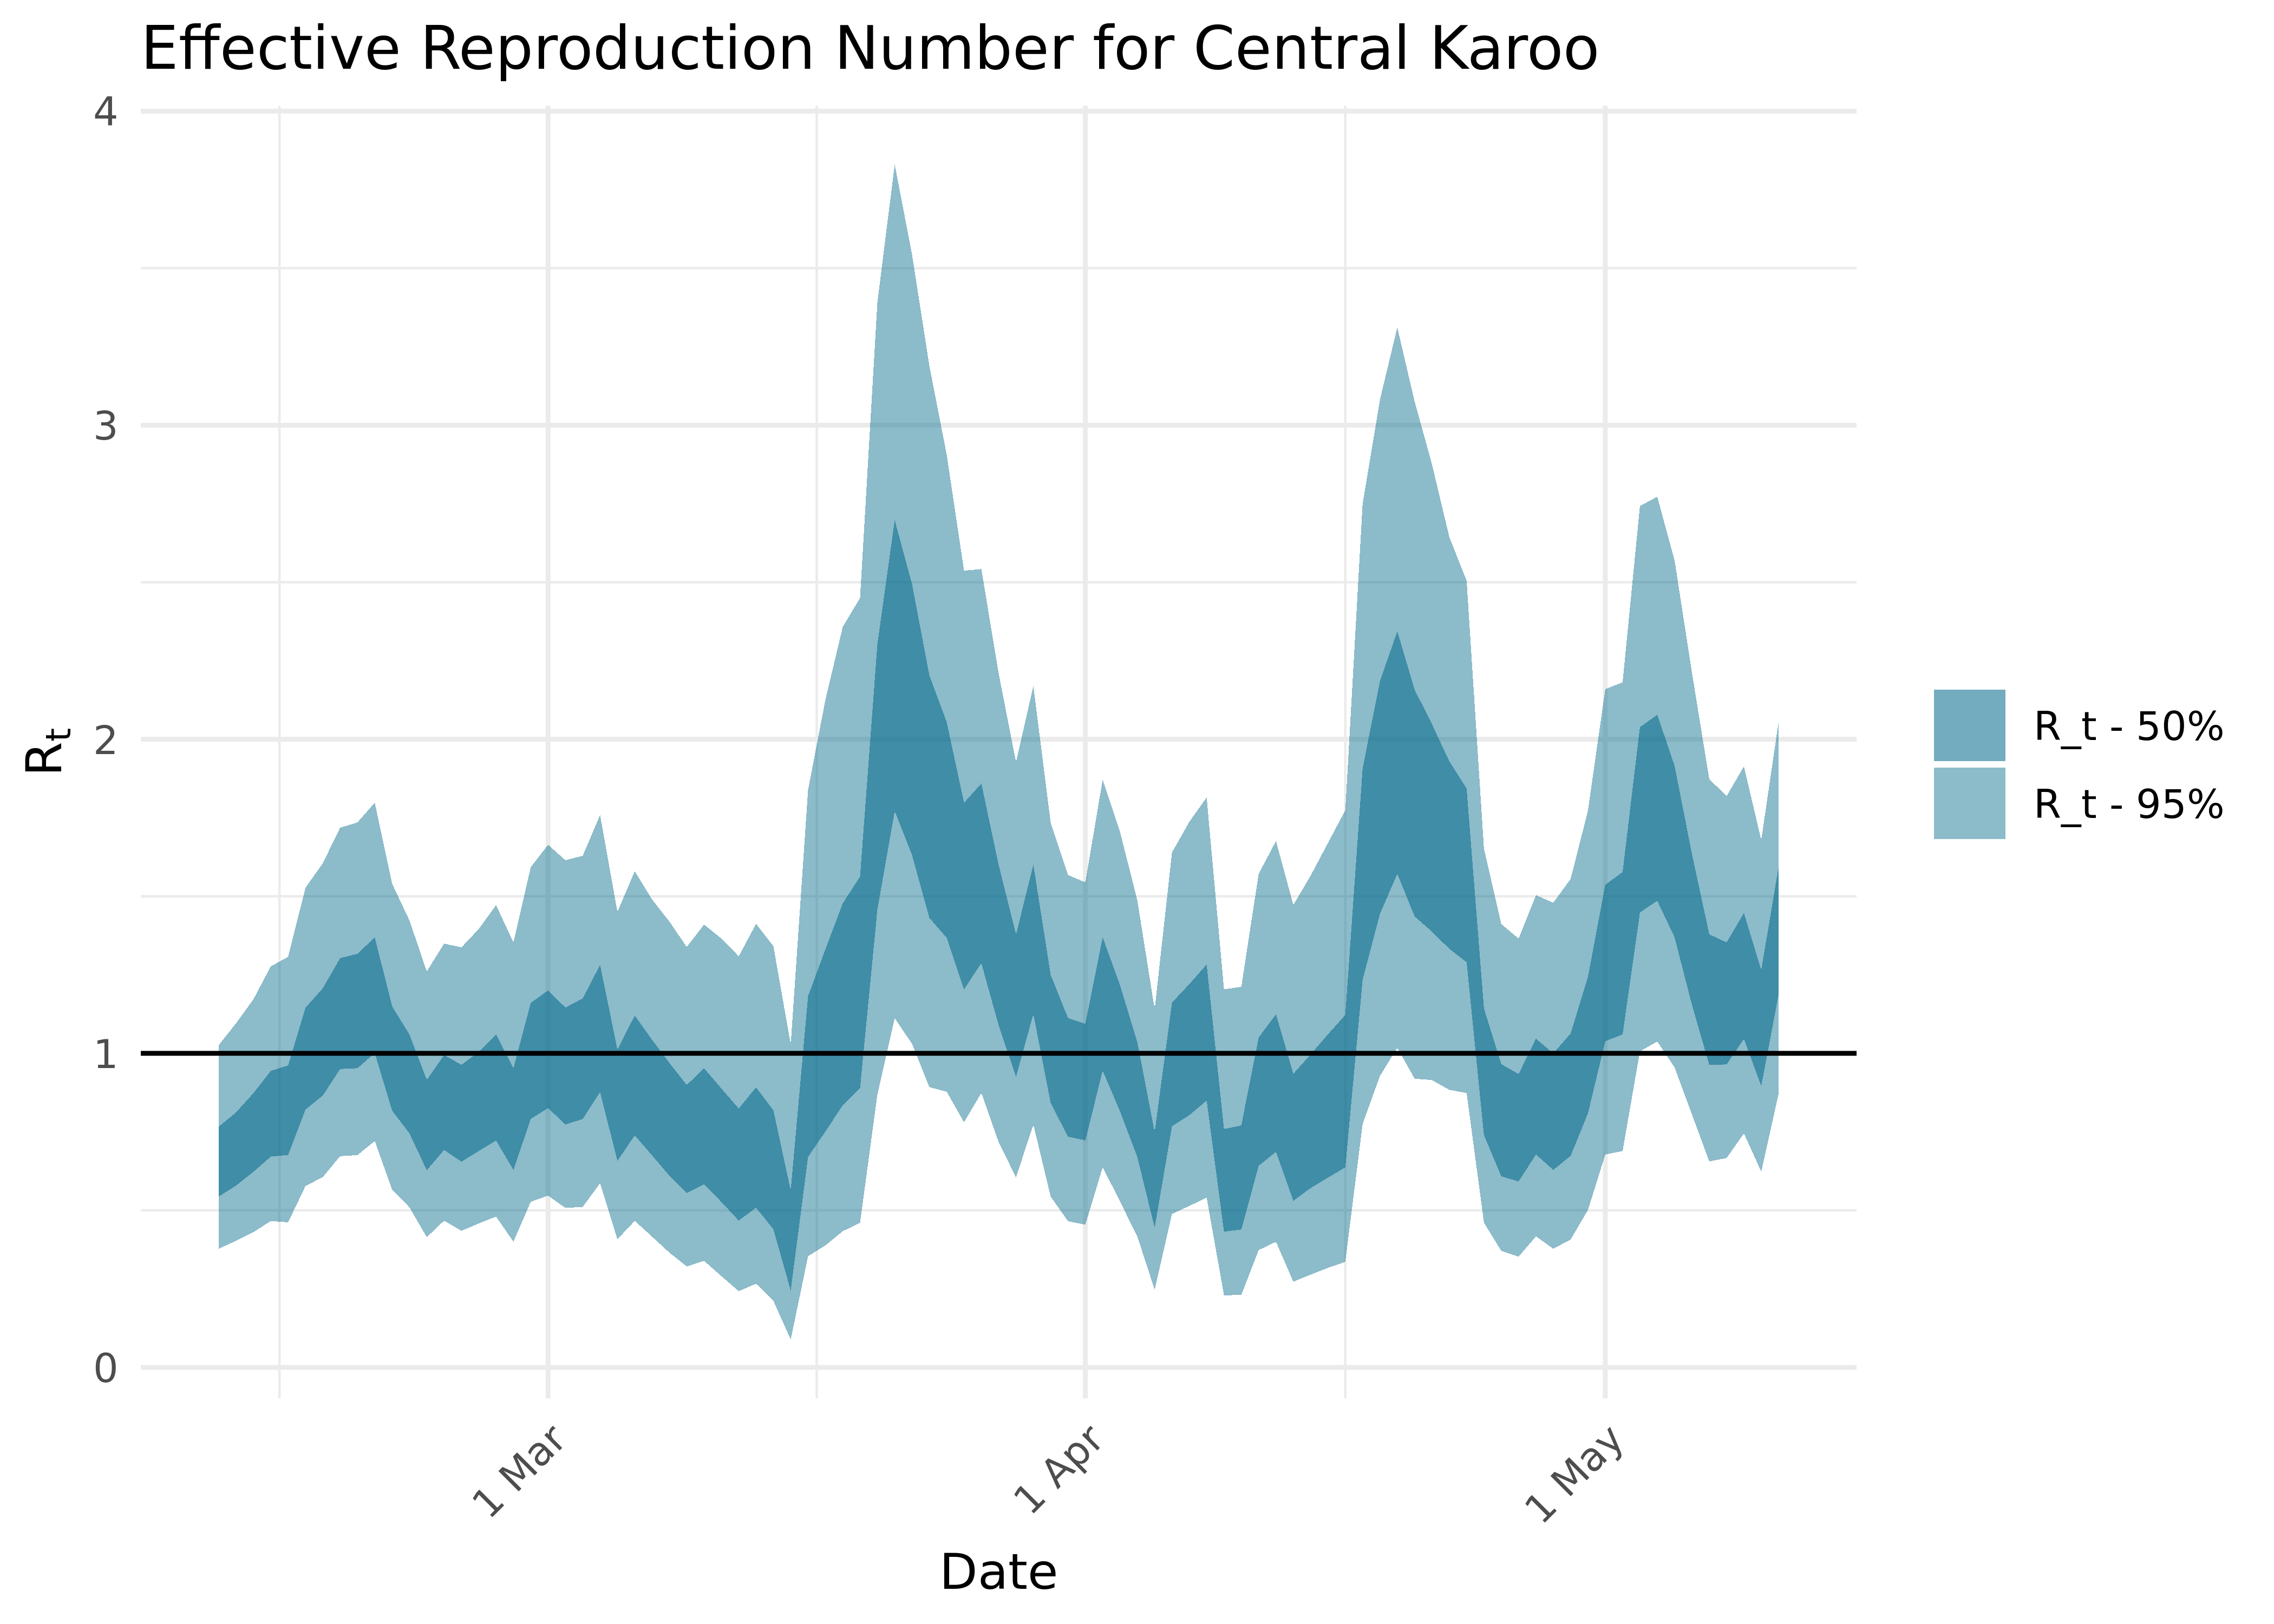 Effective Reproduction Number for Central Karoo
4
3
2
1
0
Rt
1 Mar
1 Apr
1 May
Date
R_t - 50%
R_t - 95%